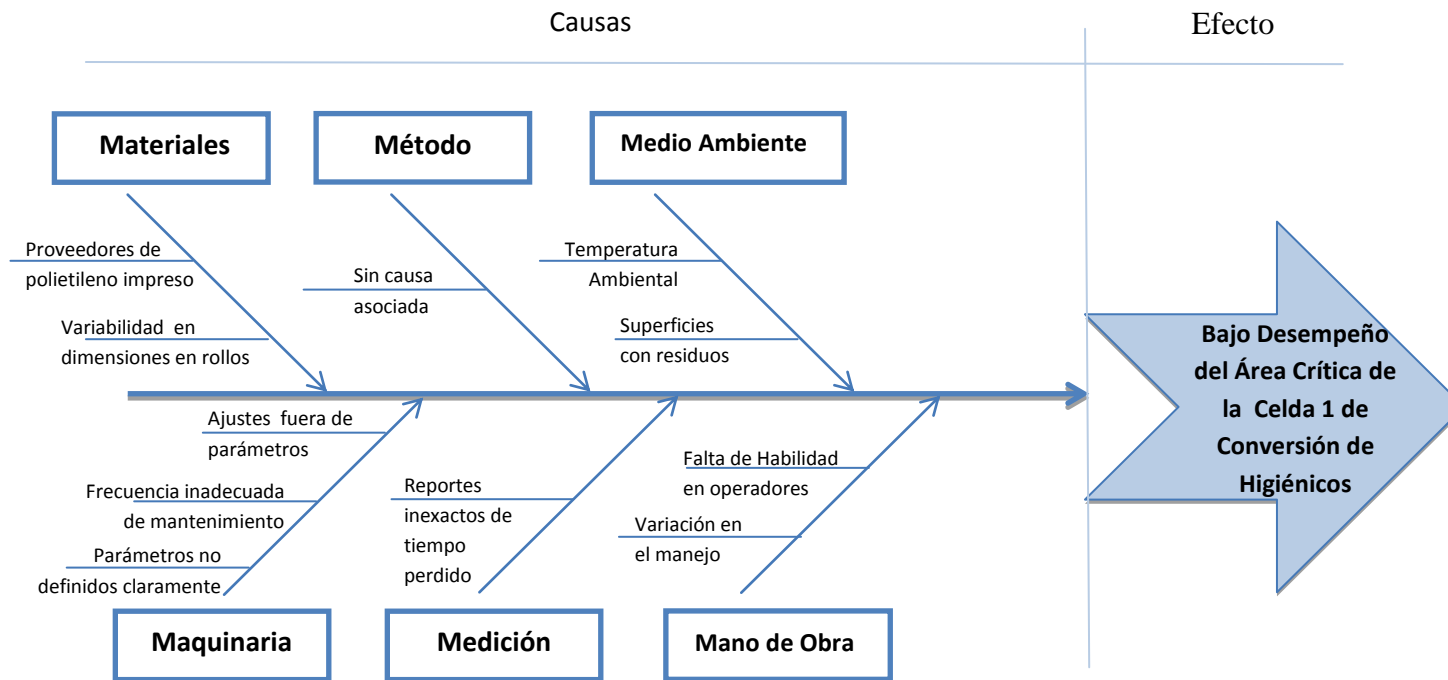 Causas
Efecto
Materiales
Método
Medio Ambiente
Proveedores de
polietileno impreso
Variabilidad en
dimensiones en rollos
Sin causa
asociada
Temperatura
Ambiental
Superficies
con residuos
Ajustes fuera de
parámetros
Frecuencia inadecuada
de mantenimiento
Parámetros no
definidos claramente
Reportes
inexactos de
tiempo
perdido
Falta de Habilidad
en operadores
Variación en
el manejo
Maquinaria
Medición
Mano de Obra
Bajo Desempeño
del Área Crítica de
la Celda 1 de
Conversión de
Higiénicos